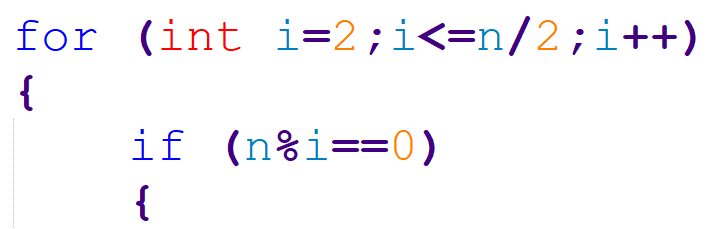 for (int i=2;i<=n/2;i++)
{
if (n%i==0)
{